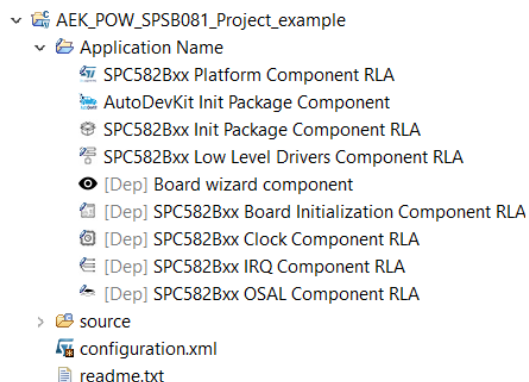 AEK_POW_SPSB081_Project_example
Application Name
SPC582Bxx Platform Component RLA
AutoDevKit Init Package Component
SPC582Bxx Init Package Component RLA
SPC582Bxx Low Level Drivers Component RLA
[Dep] Board wizard component
[Dep] SPC582Bxx Board Initialization Component RLA
[Dep] SPC582Bxx Clock Component RLA
[Dep] SPC582Bxx IRQ Component RLA
[Dep] SPC582Bxx OSAL Component RLA
source
configuration.xml
readme.txt